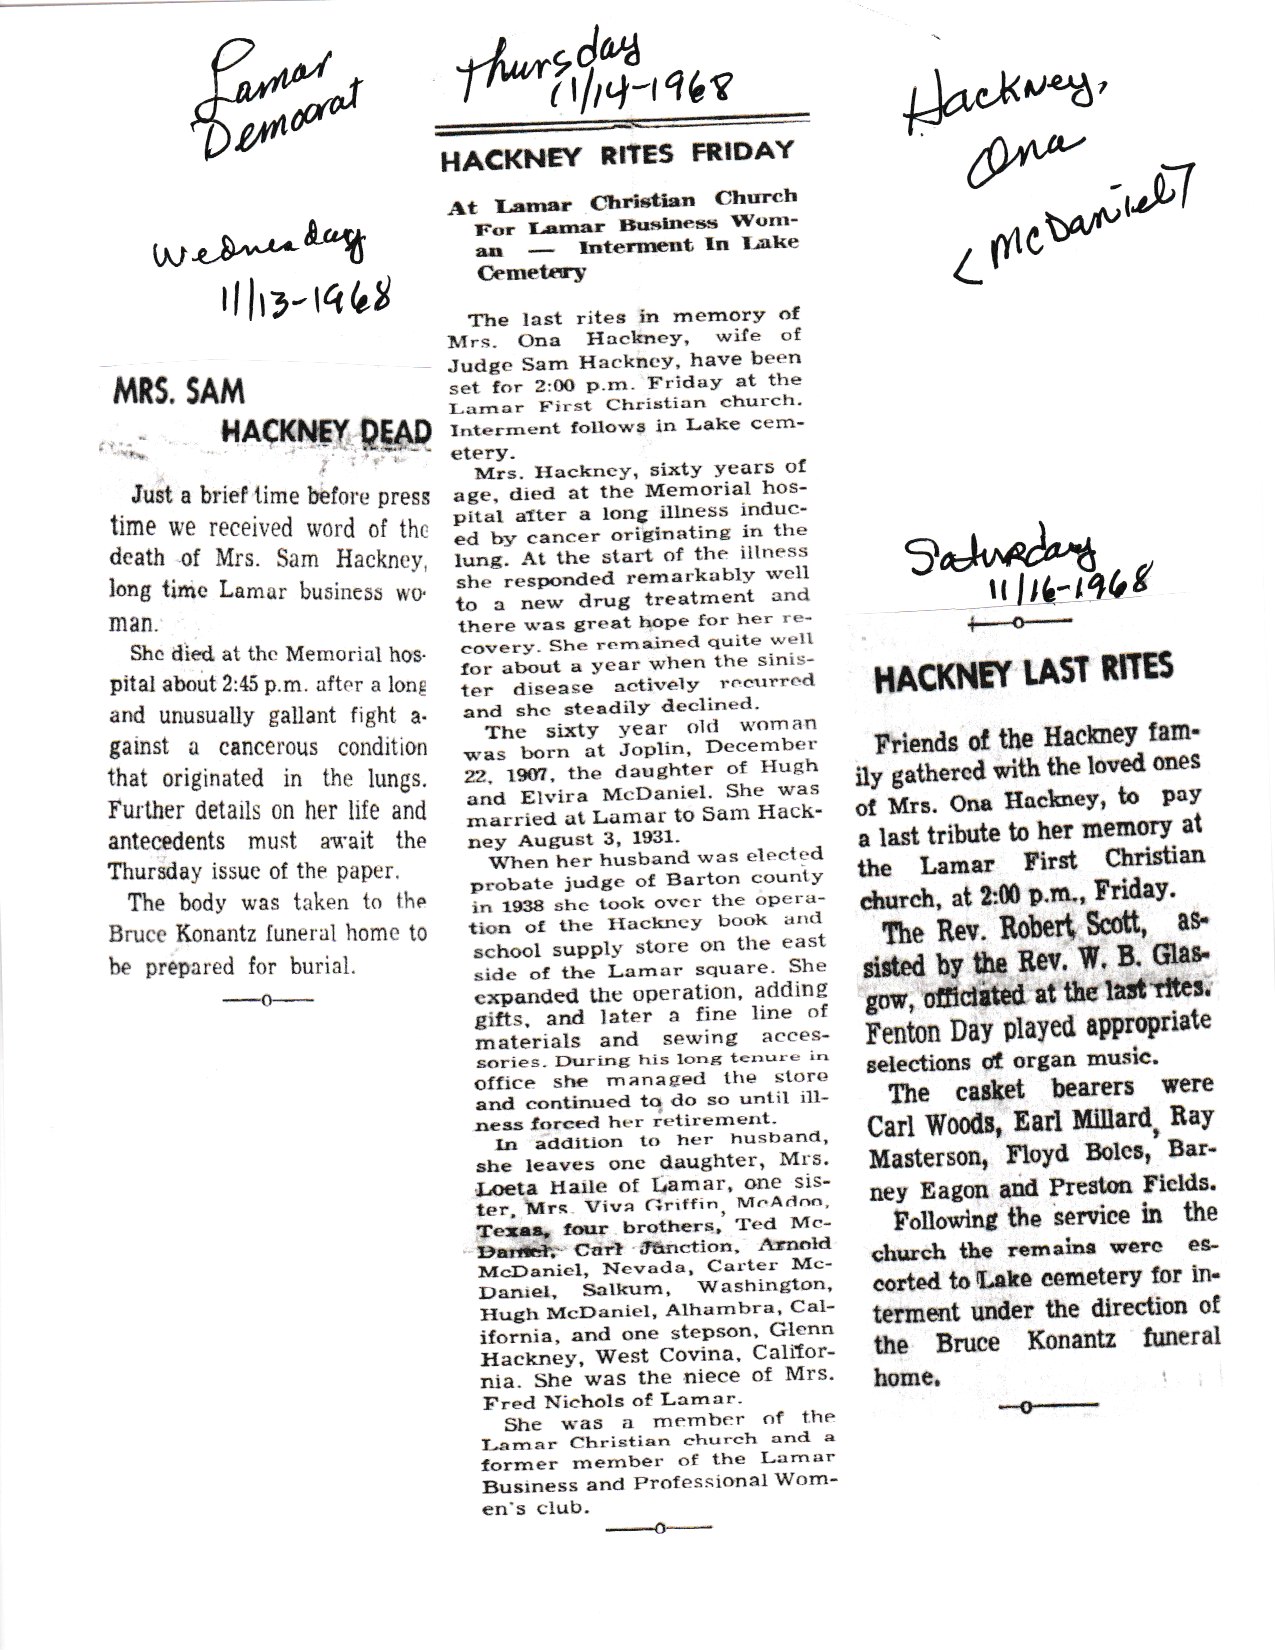 Lamar
Democrat
Wednesday
11/13-1968
MRS. SAM
HACKNEY DEAD
Just a brief time before press
time we received word of the
death of Mrs. Sam Hackney,
long time Lamar business wo-
man.
She died at the Memorial hos-
pital about 2:45 p.m. after a long
and unusually gallant fight a-
gainst a cancerous condition
that originated in the lungs.
Further details on her life and
antecedents must await the
Thursday issue of the paper.
The body was taken to the
Bruce Konantz funeral home to
be prepared for burial.
Thursday
11/14-1968
HACKNEY RITES FRIDAY
At Lamar Christian Church
For Lamar Business Wom-
an — Interment In Lake
Cemetery
The last rites in memory of
Mrs. Ona Hackney, wife of
Judge Sam Hackney, have been
set for 2:00 p.m. Friday at the
Lamar First Christian church.
Interment follows in Lake cem-
etery.
Mrs. Hackney, sixty years of
age, died at the Memorial hos-
pital after a long illness induc-
ed by cancer originating in the
lung. At the start of the illness
she responded remarkably well
to a new drug treatment and
there was great hope for her re-
covery. She remained quite well
for about a year when the sinis-
ter disease actively recurred
and she steadily declined.
The sixty year old woman
was born at Joplin, December
22, 1907, the daughter of Hugh
and Elvira McDaniel. She was
married at Lamar to Sam Hack-
ney August 3, 1931.
When her husband was elected
probate judge of Barton county
in 1938 she took over the opera-
tion of the Hackney book and
school supply store on the east
side of the Lamar square. She
expanded the operation, adding
gifts, and later a fine line of
materials and sewing acces-
sories. During his long tenure in
office she managed the store
and continued to do so until ill-
ness forced her retirement.
In addition to her husband,
she leaves one daughter, Mrs.
Loeta Haile of Lamar, one sis-
ter, Mrs. Viva Griffin, McAdoo,
Texas, four brothers, Ted Mc-
Daniel, Carl Junction, Arnold
McDaniel, Nevada, Carter Mc-
Daniel, Salkum, Washington,
Hugh McDaniel, Alhambra, Cal-
ifornia, and one stepson, Glenn
Hackney, West Covina, Califor-
nia. She was the niece of Mrs.
Fred Nichols of Lamar.
She was a member of the
Lamar Christian church and a
former member of the Lamar
Business and Professional Wom-
en's club.
Hackney,
Ona
<McDaniel>
Saturday
11/16-1968
HACKNEY LAST RITES
Friends of the Hackney fam-
ily gathered with the loved ones
of Mrs. Ona Hackney, to pay
a last tribute to her memory at
the Lamar First Christian
church, at 2:00 p.m., Friday.
The Rev. Robert Scott, as-
sisted by the Rev. W. B. Glas-
gow, officiated at the last rites.
Fenton Day played appropriate
selections of organ music.
The casket bearers were
Carl Woods, Earl Millard, Ray
Masterson, Floyd Boles, Bar-
ney Eagon and Preston Fields.
Following the service in the
church the remains were es-
corted to Lake cemetery for in-
terment under the direction of
the Bruce Konantz funeral
home.